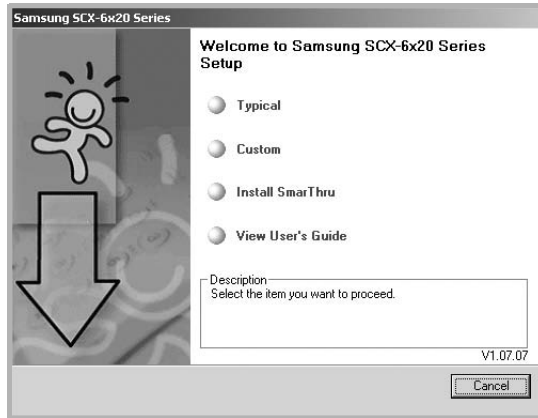 Samsung SCX-6x20 Series
Welcome to Samsung SCX-6x20 Series
Setup
Typical
Custom
Install SmarThru
View User's Guide
Description
Select the item you want to proceed.
V1.07.07
Cancel